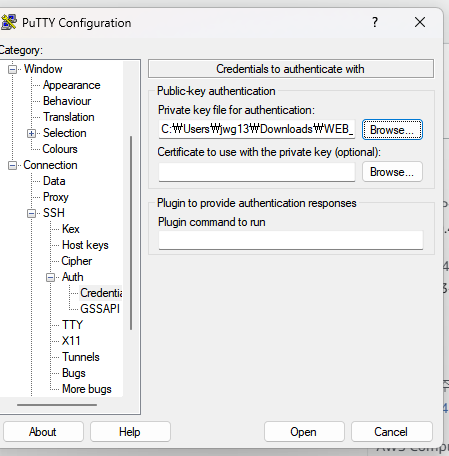 PuTTY Configuration
?
Category:
Window
Appearance
Behaviour
Translation
Selection
Colours
Connection
Data
Proxy
SSH
Kex
Host keys
Cipher
Auth
Credentia
GSSAPI
TTY
X11
Tunnels
Bugs
More bugs
Credentials to authenticate with
Public-key authentication
Private key file for authentication:
C:₩Users₩jwg13₩Downloads₩WEB_
Browse...
Certificate to use with the private key (optional):
Browse...
Plugin to provide authentication responses
Plugin command to run
About
Help
Open
Cancel